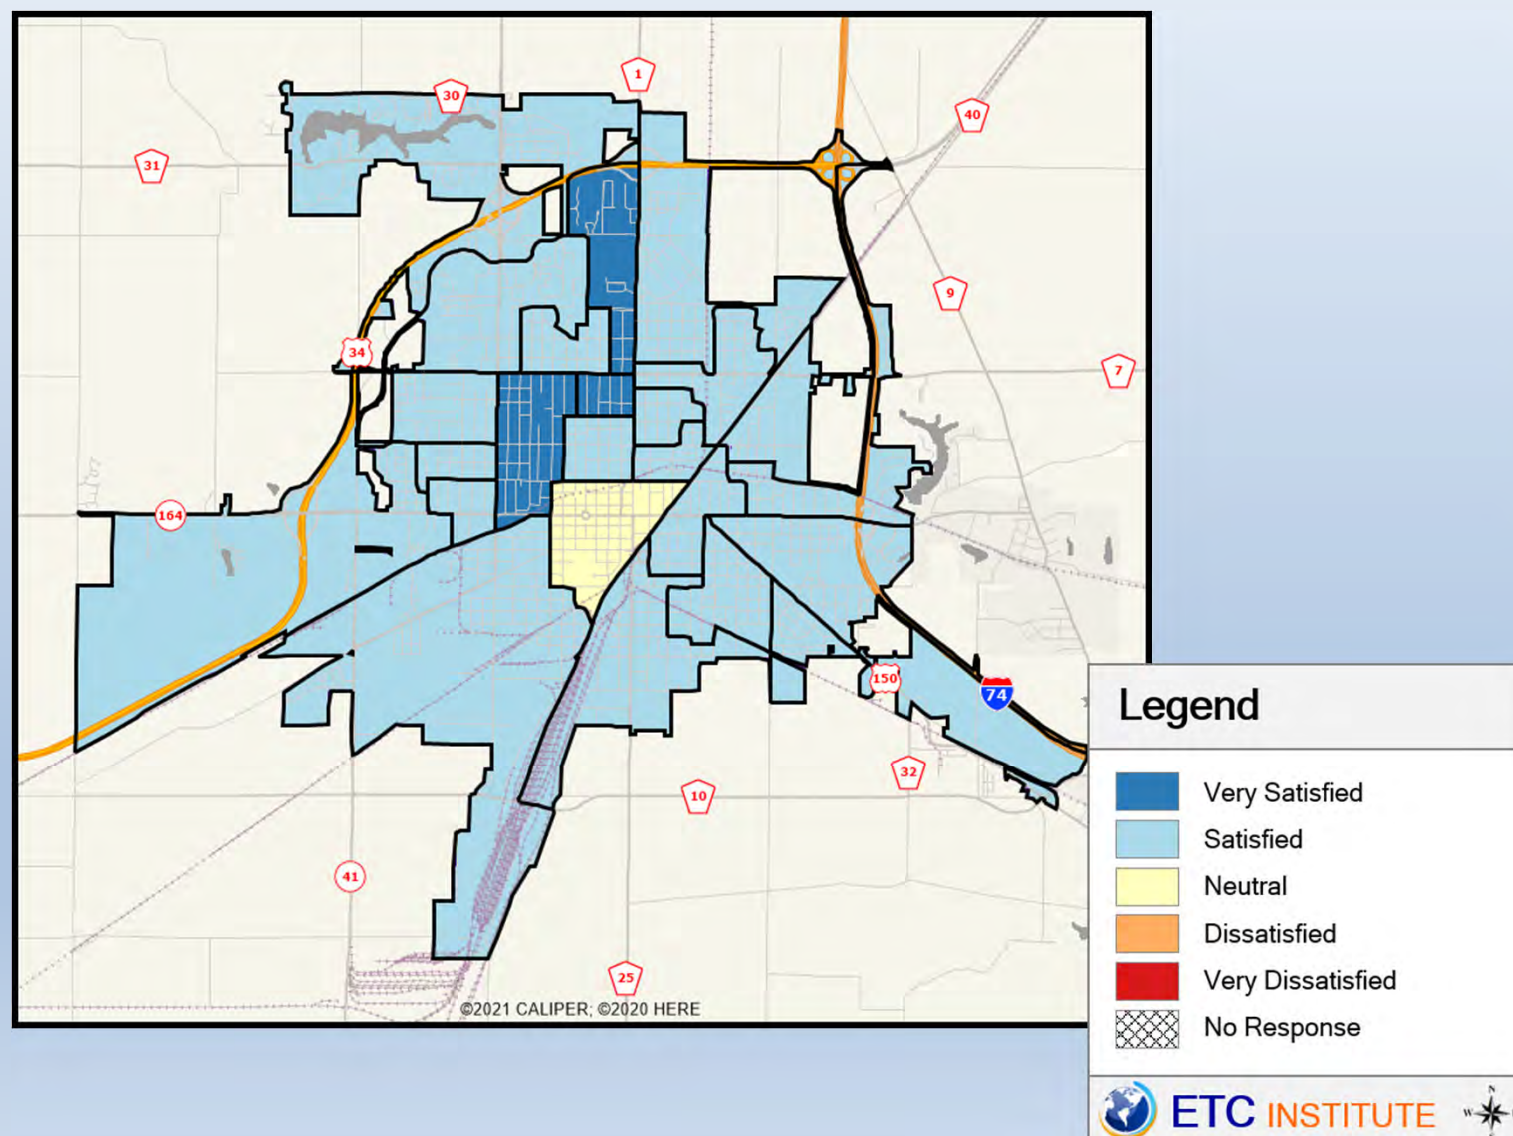 1
30
40
31
9
34
7
164
150
74
32
10
41
25
©2021 CALIPER; ©2020 HERE
Legend
Very Satisfied
Satisfied
Neutral
Dissatisfied
Very Dissatisfied
No Response
N
ETC INSTITUTE
W